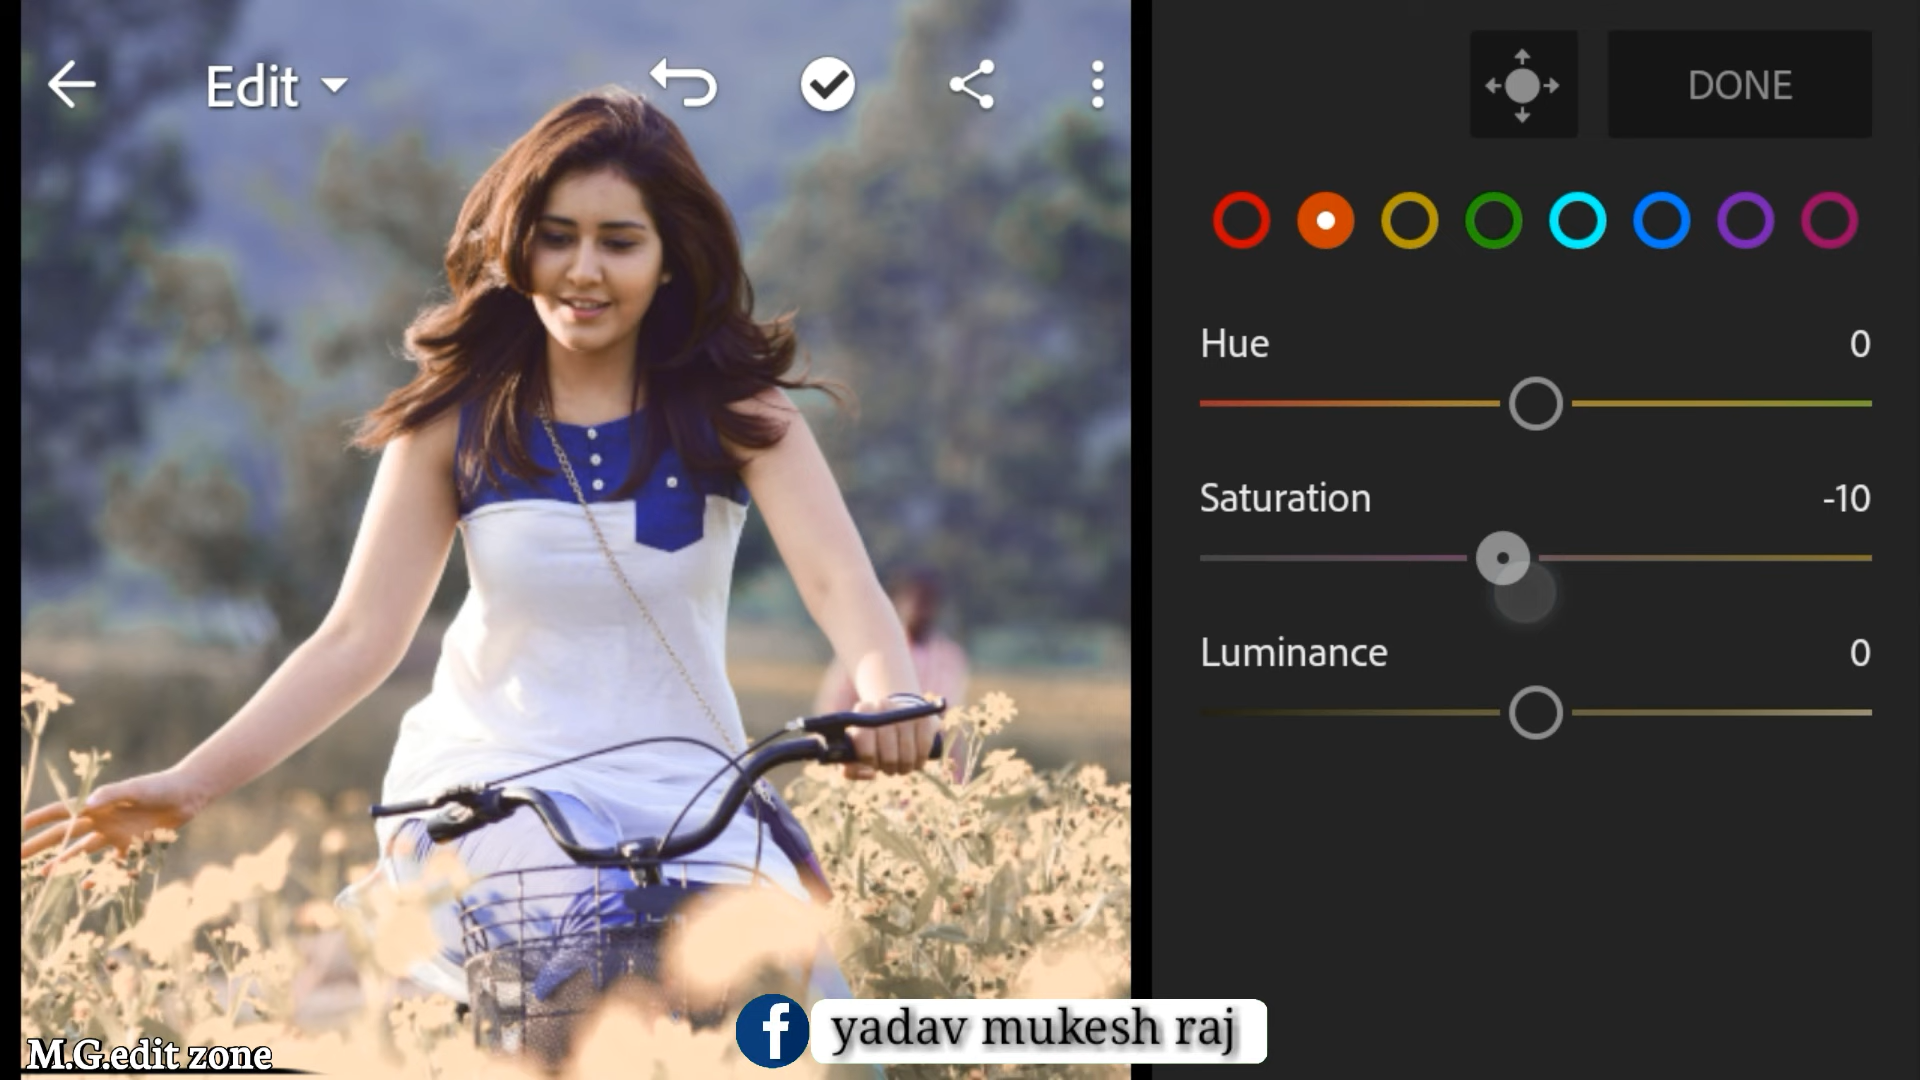 Edit
DONE
Hue 0
Saturation -10
Luminance 0
f yadav mukesh raj
M.G.edit zone